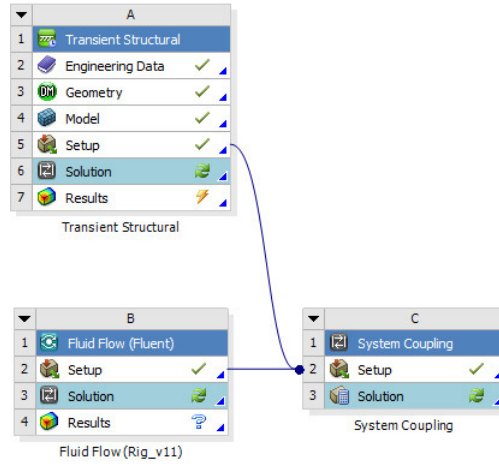 A
1 Transient Structural
2 Engineering Data
3 DM Geometry
4 Model
5 Setup
6 Solution
7 Results
Transient Structural
B
1 Fluid Flow (Fluent)
2 Setup
3 Solution
4 Results
Fluid Flow (Rig_v11)
C
1 System Coupling
2 Setup
3 Solution
System Coupling